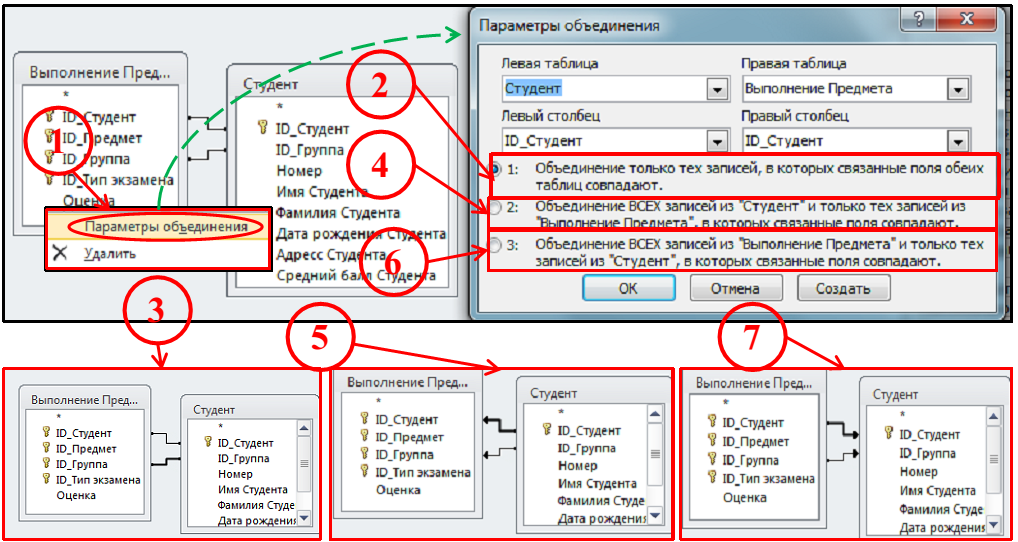 Выполнение Пред...
*
ID_Студент
ID_Предмет
ID_Группа
ID_Тип экзамена
Оценка
1
Параметры объединения
Удалить
Студент
*
ID_Студент
ID_Группа
Номер
Имя Студента
Фамилия Студента
Дата рождения Студента
Адресс Студента
Средний балл Студента
2
4
6
Параметры объединения
?
Левая таблица
Правая таблица
Студент
Выполнение Предмета
Левый столбец
Правый столбец
ID_Студент
ID_Студент
1: Объединение только тех записей, в которых связанные поля обеих
таблиц совпадают.
2: Объединение ВСЕХ записей из "Студент" и только тех записей из
"Выполнение Предмета", в которых связанные поля совпадают.
3: Объединение ВСЕХ записей из "Выполнение Предмета" и только тех
записей из "Студент", в которых связанные поля совпадают.
ОК
Отмена
Создать
3
Выполнение Пред...
*
ID_Студент
ID_Предмет
ID_Группа
ID_Тип экзамена
Оценка
Студент
*
ID_Студент
ID_Группа
Номер
Имя Студента
Фамилия Студе
Дата рождения
5
Выполнение Пред...
*
ID_Студент
ID_Предмет
ID_Группа
ID_Тип экзамена
Оценка
Студент
*
ID_Студент
ID_Группа
Номер
Имя Студента
Фамилия Студе
Дата рождения
7
Выполнение Пред...
*
ID_Студент
ID_Предмет
ID_Группа
ID_Тип экзамена
Оценка
Студент
*
ID_Студент
ID_Группа
Номер
Имя Студента
Фамилия Студе
Дата рождения